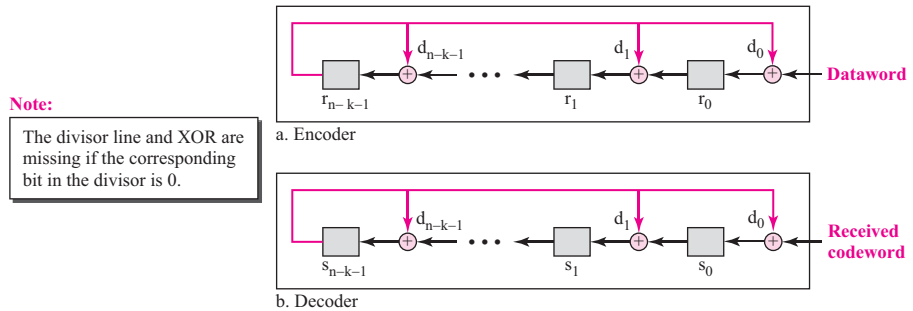 d_{n–k–1} d_1 d_0
Dataword
r_{n–k–1} r_1 r_0
a. Encoder
Note:
The divisor line and XOR are
missing if the corresponding
bit in the divisor is 0.
d_{n–k–1} d_1 d_0
Received
codeword
s_{n–k–1} s_1 s_0
b. Decoder